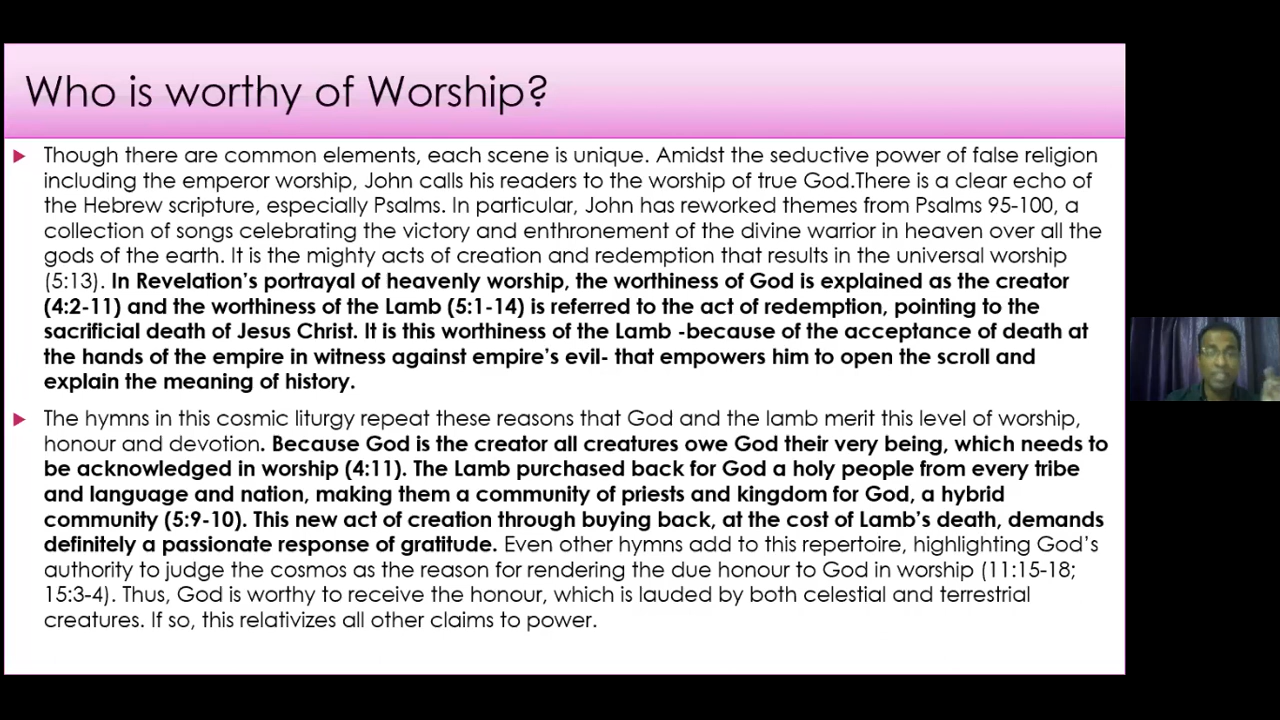 Who is worthy of Worship?
Though there are common elements, each scene is unique. Amidst the seductive power of false religion
including the emperor worship, John calls his readers to the worship of true God.There is a clear echo of
the Hebrew scripture, especially Psalms. In particular, John has reworked themes from Psalms 95-100, a
collection of songs celebrating the victory and enthronement of the divine warrior in heaven over all the
gods of the earth. It is the mighty acts of creation and redemption that results in the universal worship
(5:13). In Revelation's portrayal of heavenly worship, the worthiness of God is explained as the creator
(4:2-11) and the worthiness of the Lamb (5:1-14) is referred to the act of redemption, pointing to the
sacrificial death of Jesus Christ. It is this worthiness of the Lamb -because of the acceptance of death at
the hands of the empire in witness against empire's evil- that empowers him to open the scroll and
explain the meaning of history.
The hymns in this cosmic liturgy repeat these reasons that God and the lamb merit this level of worship,
honour and devotion. Because God is the creator all creatures owe God their very being, which needs to
be acknowledged in worship (4:11). The Lamb purchased back for God a holy people from every tribe
and language and nation, making them a community of priests and kingdom for God, a hybrid
community (5:9-10). This new act of creation through buying back, at the cost of Lamb's death, demands
definitely a passionate response of gratitude. Even other hymns add to this repertoire, highlighting God's
authority to judge the cosmos as the reason for rendering the due honour to God in worship (11:15-18;
15:3-4). Thus, God is worthy to receive the honour, which is lauded by both celestial and terrestrial
creatures. If so, this relativizes all other claims to power.